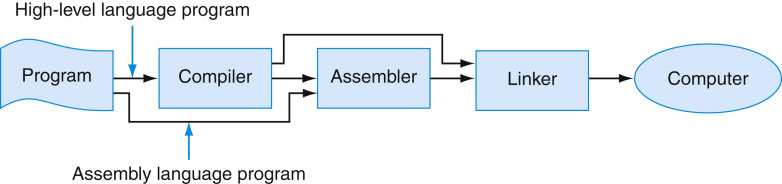 High-level language program
Program
Compiler
Assembler
Linker
Computer
Assembly language program